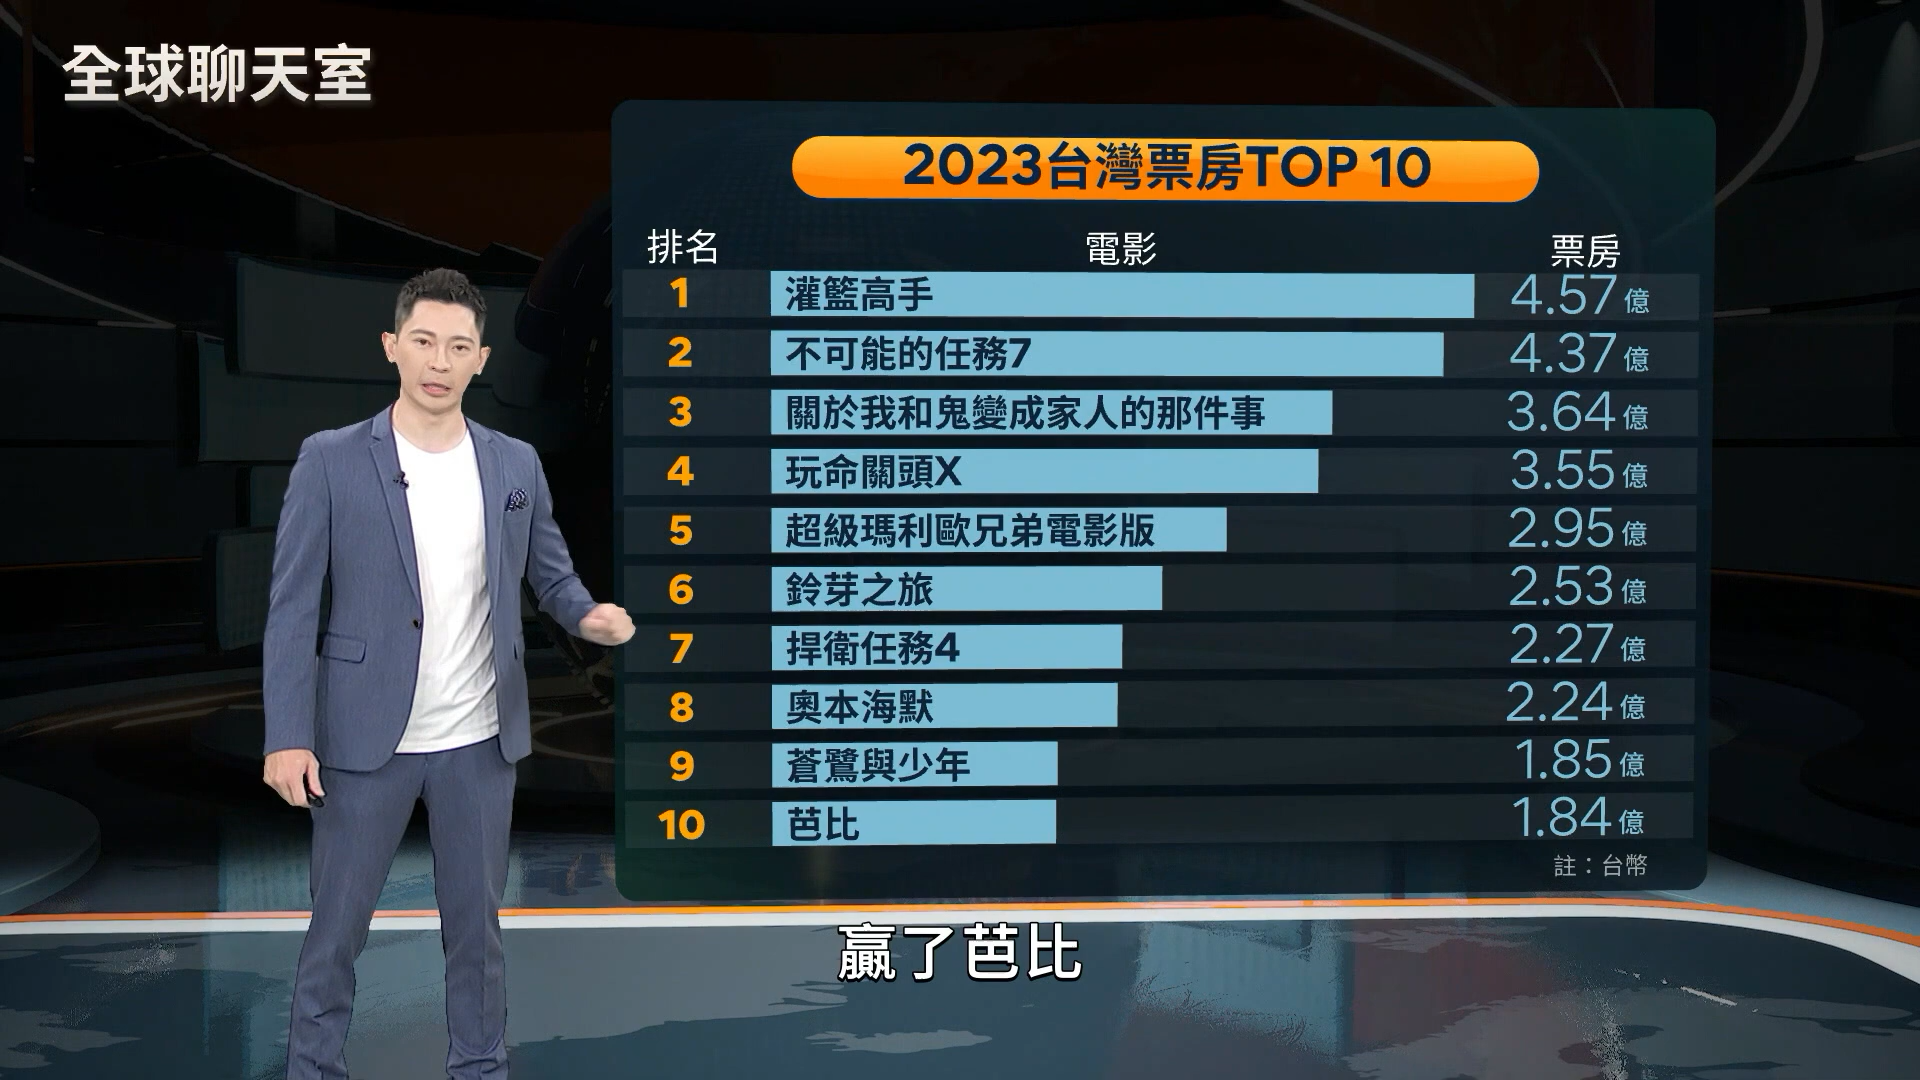 全球聊天室
2023台灣票房TOP 10
排名 電影 票房
1 灌籃高手 4.57億
2 不可能的任務7 4.37億
3 關於我和鬼變成家人的那件事 3.64億
4 玩命關頭X 3.55億
5 超級瑪利歐兄弟電影版 2.95億
6 鈴芽之旅 2.53億
7 捍衛任務4 2.27億
8 奧本海默 2.24億
9 蒼鷺與少年 1.85億
10 芭比 1.84億
註：台幣
贏了芭比